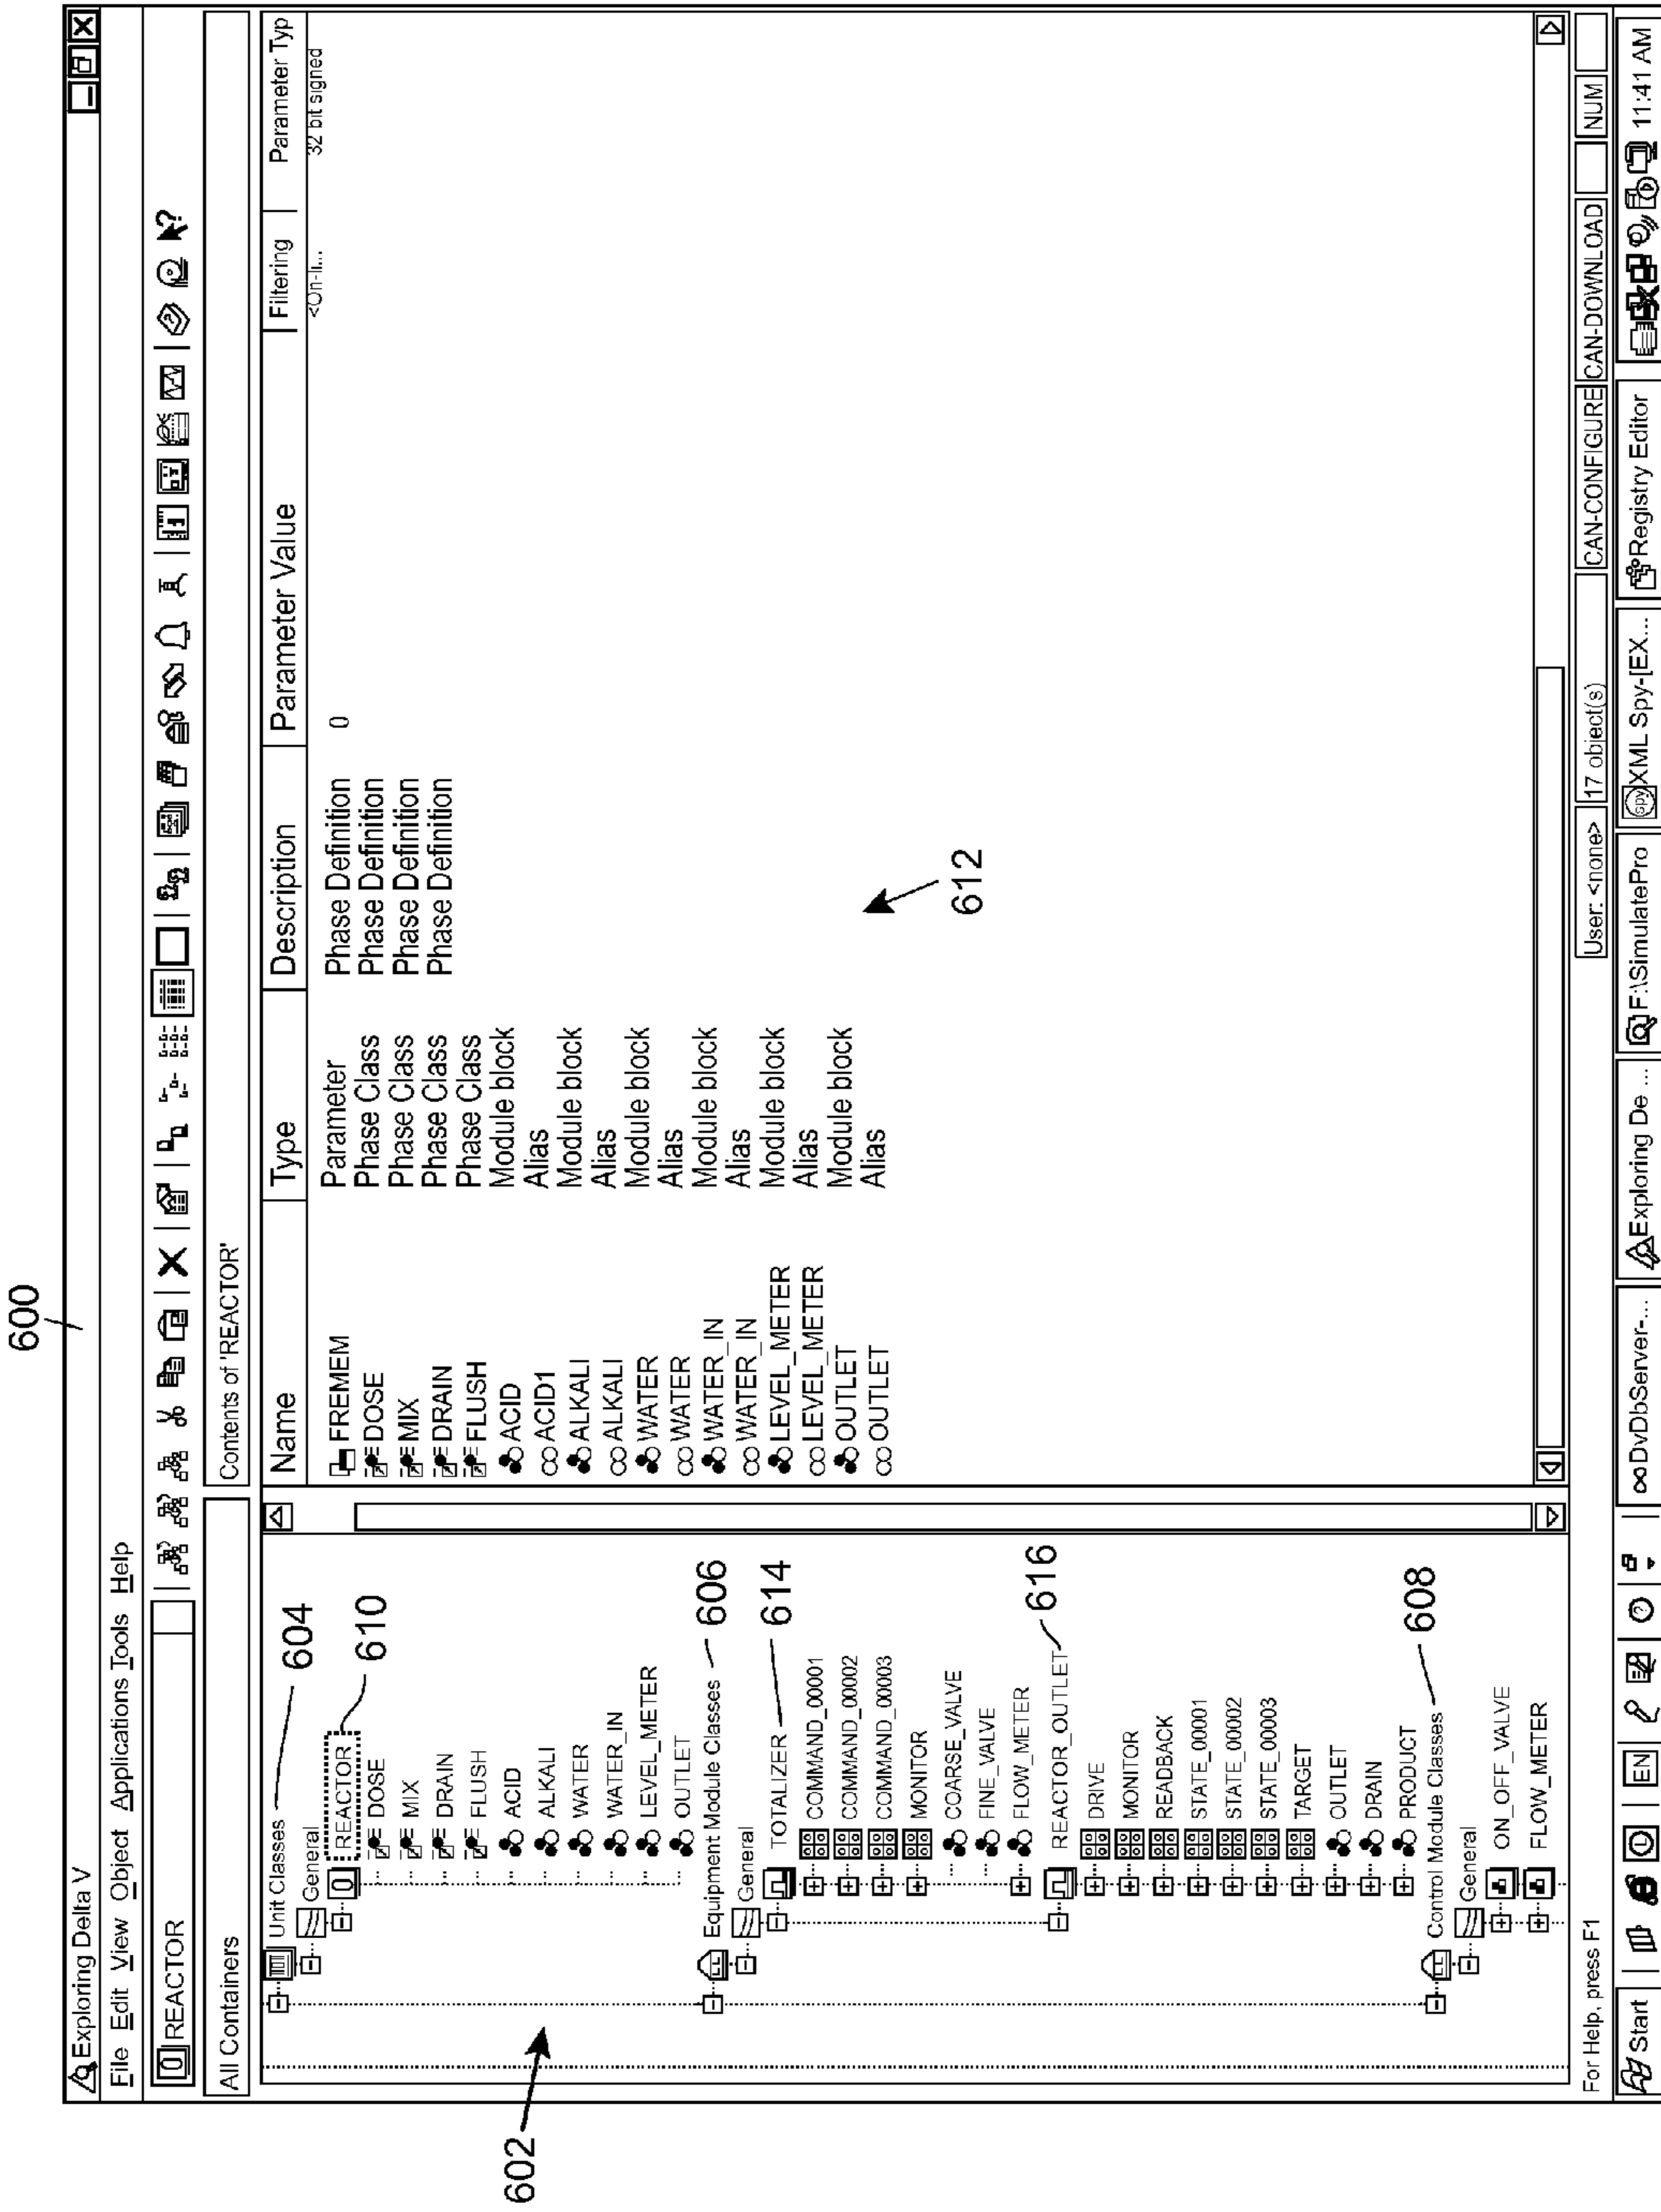 600
Exploring Delta V
File Edit View Object Applications Tools Help
REACTOR
All Containers
Contents of 'REACTOR'
Unit Classes
604
General
REACTOR
610
DOSE
MIX
DRAIN
FLUSH
ACID
ALKALI
WATER
WATER_IN
LEVEL_METER
OUTLET
602
Equipment Module Classes
606
General
TOTALIZER
614
COMMAND_00001
COMMAND_00002
COMMAND_00003
MONITOR
COARSE_VALVE
FINE_VALVE
FLOW_METER
REACTOR_OUTLET
616
DRIVE
MONITOR
READBACK
STATE_00001
STATE_00002
STATE_00003
TARGET
OUTLET
DRAIN
PRODUCT
Control Module Classes
608
General
ON_OFF_VALVE
FLOW_METER
Name Type Description Parameter Value Filtering Parameter Typ
FREMEM Parameter Phase Definition 0 <On-li... 32 bit signed
DOSE Phase Class Phase Definition
MIX Phase Class Phase Definition
DRAIN Phase Class Phase Definition
FLUSH Phase Class
ACID Module block
ACID1 Alias
ALKALI Module block
ALKALI Alias
WATER Module block
WATER Alias
WATER_IN Module block
WATER_IN Alias
LEVEL_METER Module block
LEVEL_METER Alias
OUTLET Module block
OUTLET Alias
612
For Help, press F1
User: <none> 17 object(s) CAN-CONFIGURE CAN-DOWNLOAD NUM
Start EN DvDbServer-... Exploring De ... F:\SimulatePro spy XML Spy-[EX... Registry Editor 11:41 AM